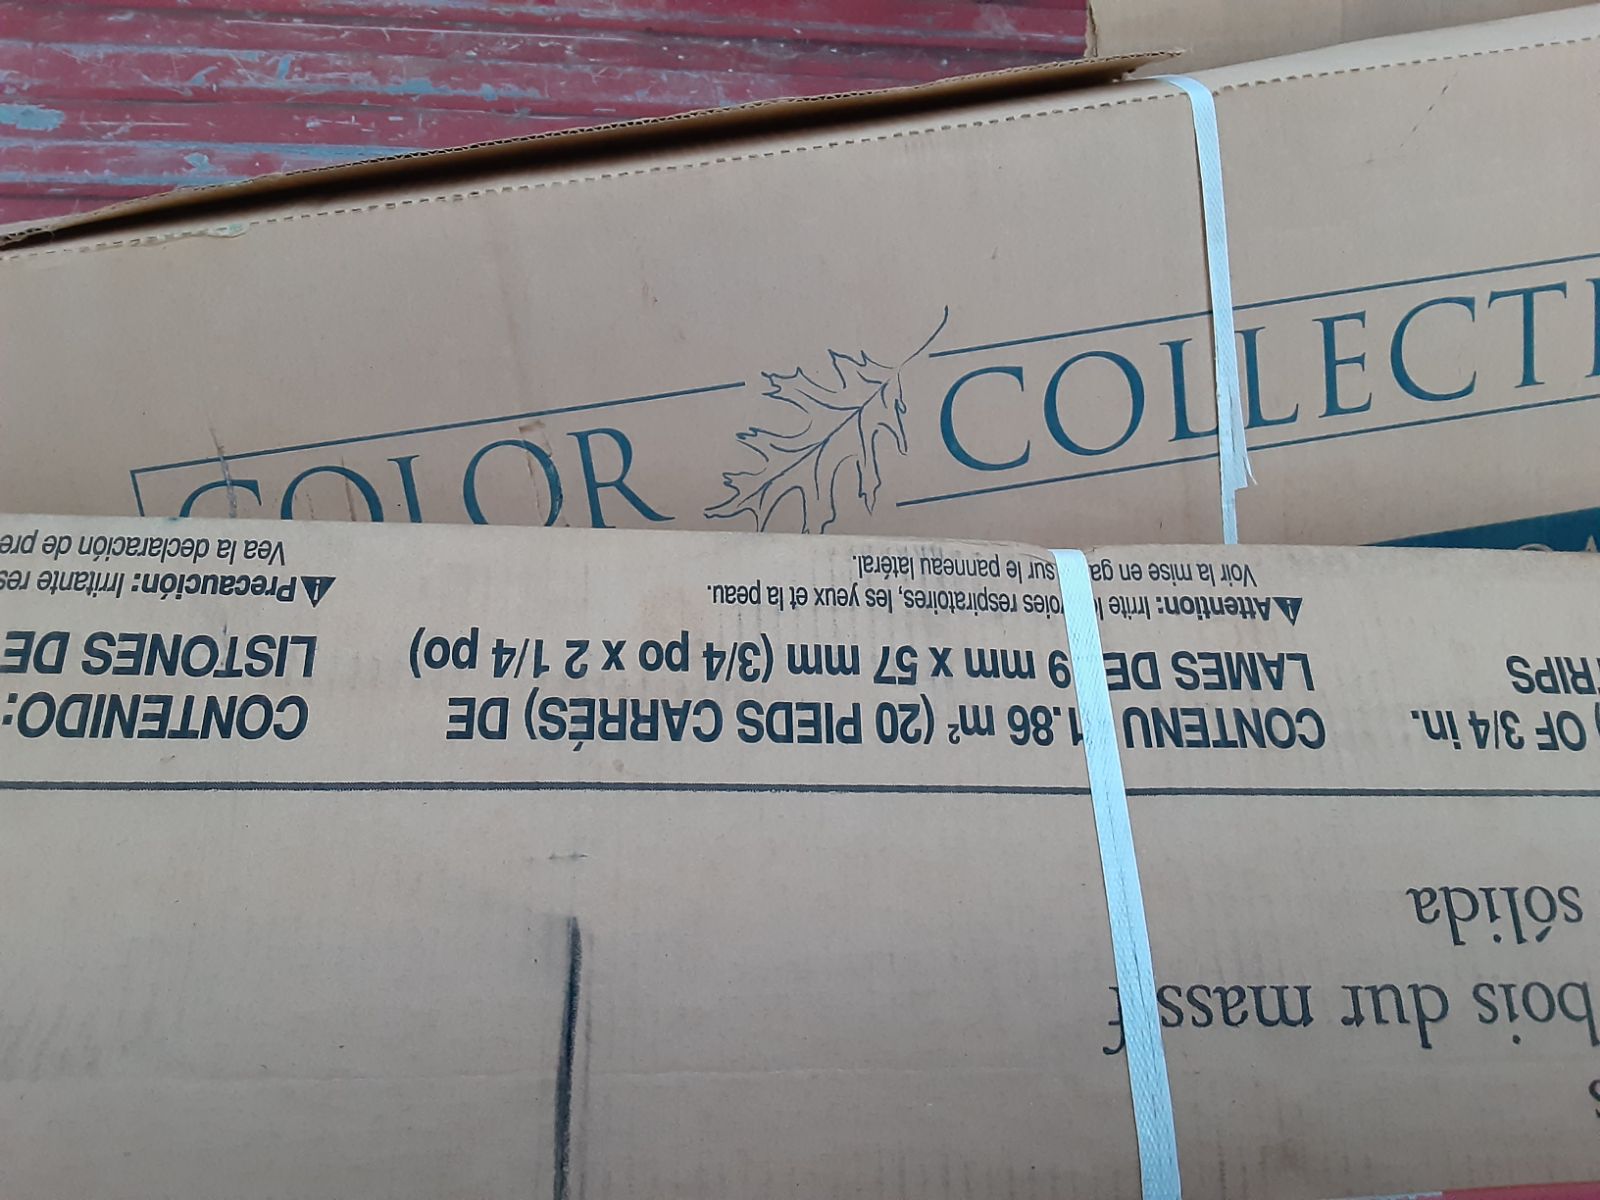 COLOR COLLECTI
OF 3/4 in.
TRIPS
CONTENU 1.86 m² (20 PIEDS CARRÉS) DE
LAMES DE 9 mm x 57 mm (3/4 po x 2 1/4 po)
Attention: Irrite voies respiratoires, les yeux et la peau.
Voir la mise en ga sur le panneau latéral.
CONTENIDO:
LISTONES DE
Precaución: Irritante res
Vea la declaración de pre
bois dur massif
sólida